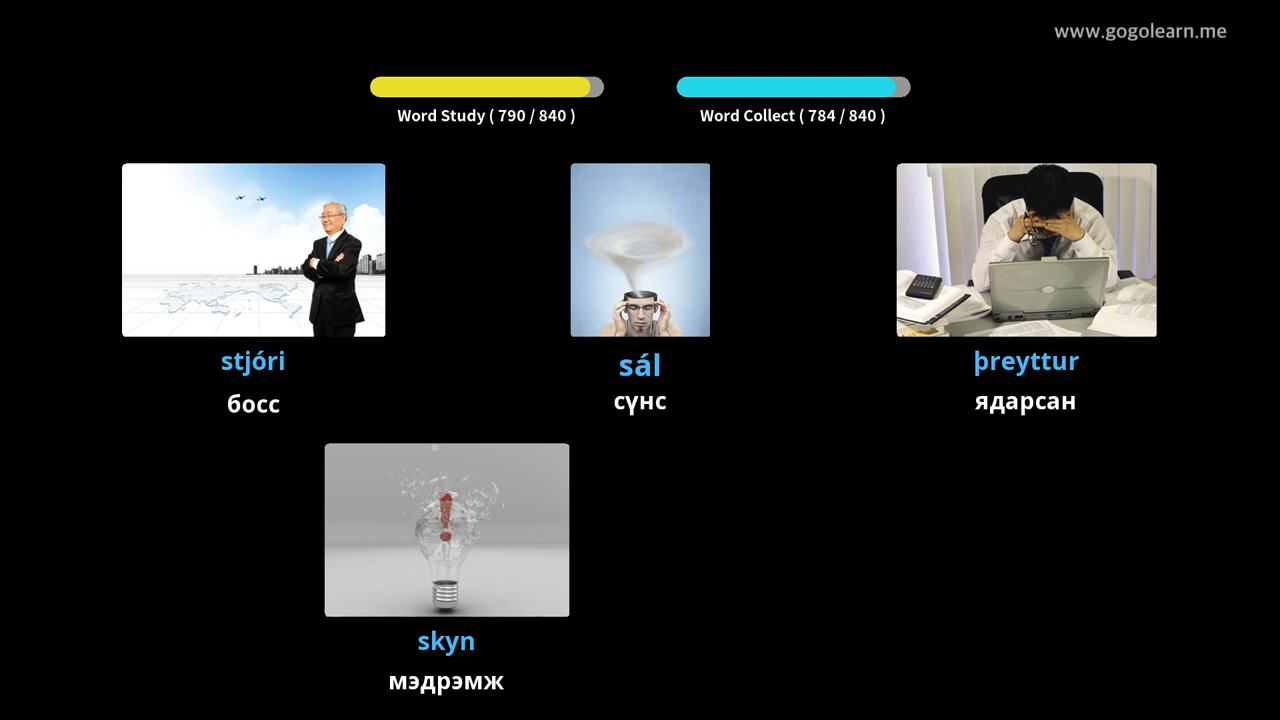 www.gogolearn.me
Word Study ( 790 / 840 )
Word Collect ( 784 / 840 )
stjóri
босс
sál
сүнс
þreyttur
ядарсан
skyn
мэдрэмж